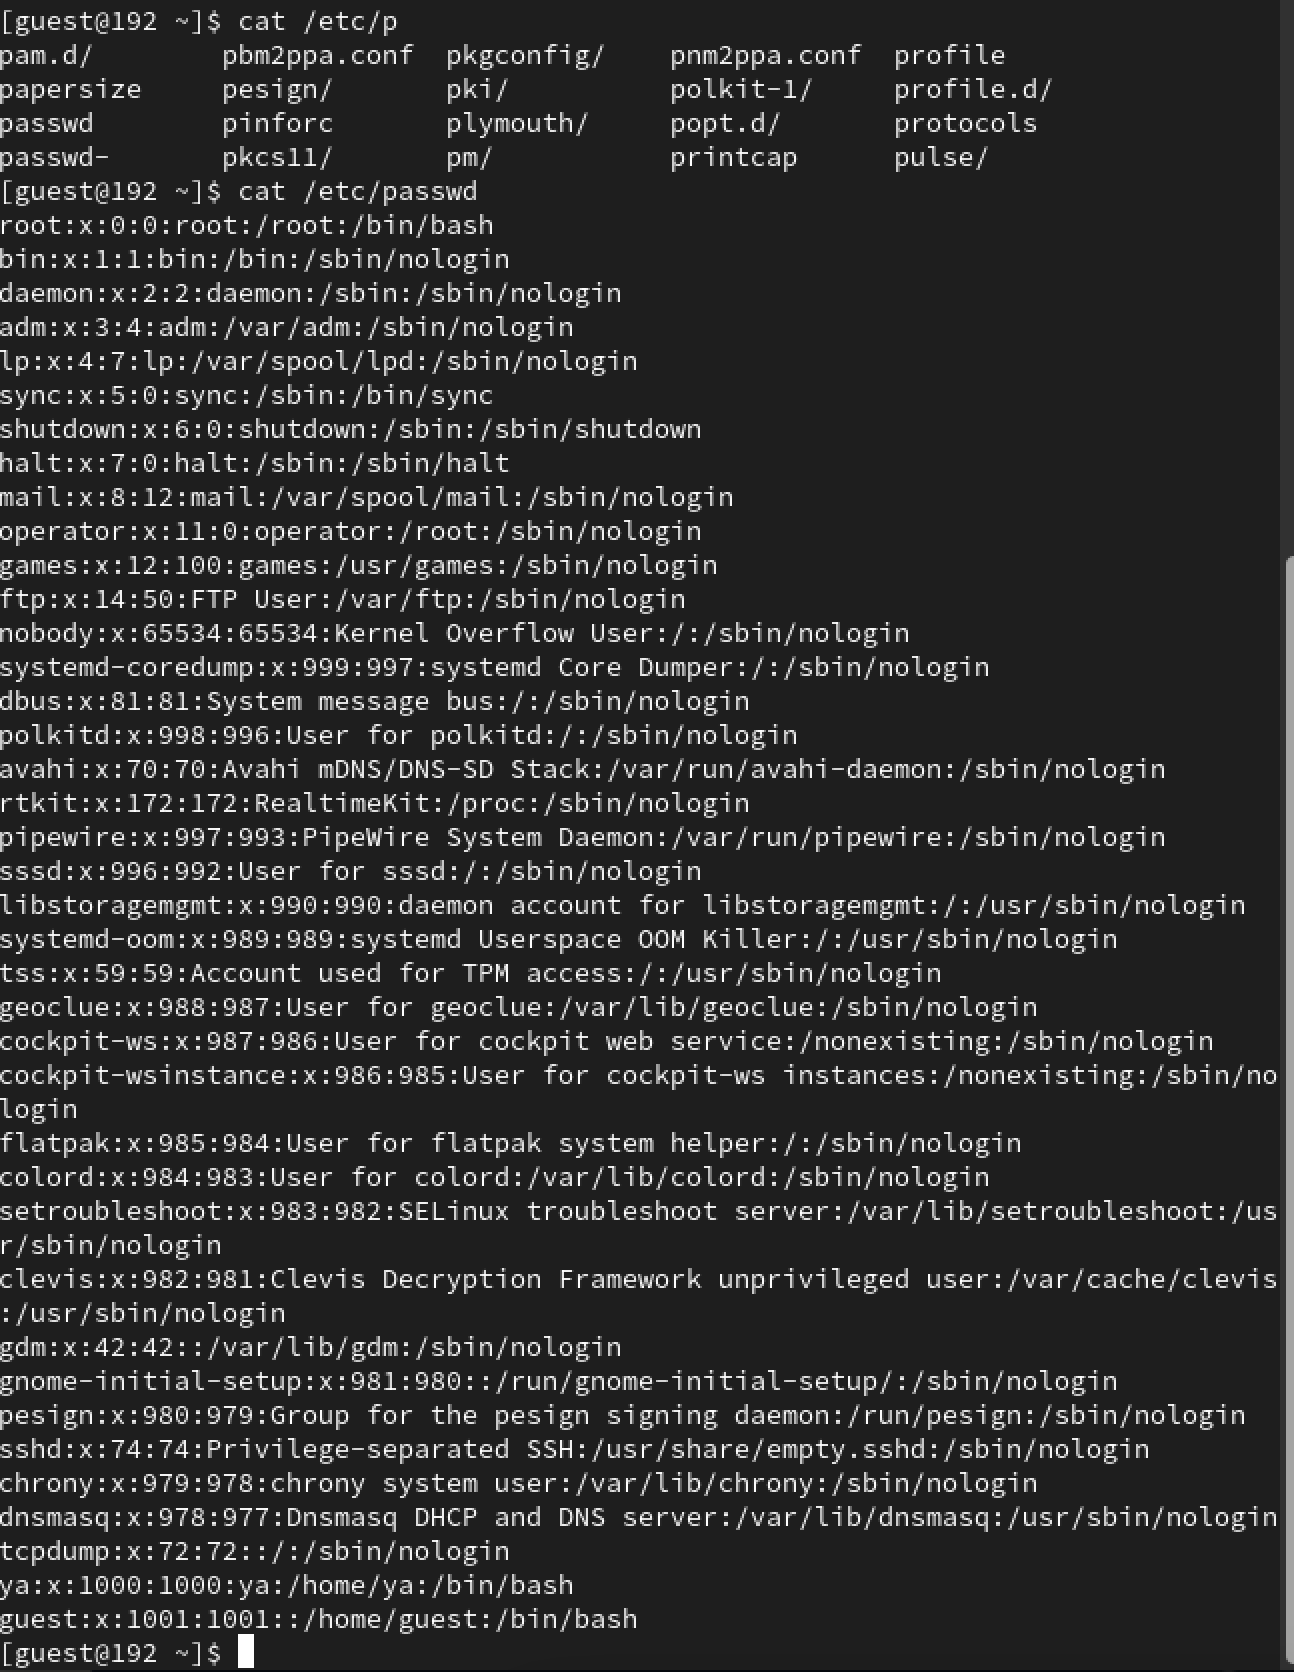 [guest@192 ~]$ cat /etc/p
pam.d/        pbm2ppa.conf  pkgconfig/    pnm2ppa.conf  profile
papersize     pesign/       pki/          polkit-1/     profile.d/
passwd        pinforc       plymouth/     popt.d/       protocols
passwd-       pkcs11/       pm/           printcap      pulse/
[guest@192 ~]$ cat /etc/passwd
root:x:0:0:root:/root:/bin/bash
bin:x:1:1:bin:/bin:/sbin/nologin
daemon:x:2:2:daemon:/sbin:/sbin/nologin
adm:x:3:4:adm:/var/adm:/sbin/nologin
lp:x:4:7:lp:/var/spool/lpd:/sbin/nologin
sync:x:5:0:sync:/sbin:/bin/sync
shutdown:x:6:0:shutdown:/sbin:/sbin/shutdown
halt:x:7:0:halt:/sbin:/sbin/halt
mail:x:8:12:mail:/var/spool/mail:/sbin/nologin
operator:x:11:0:operator:/root:/sbin/nologin
games:x:12:100:games:/usr/games:/sbin/nologin
ftp:x:14:50:FTP User:/var/ftp:/sbin/nologin
nobody:x:65534:65534:Kernel Overflow User:/:/sbin/nologin
systemd-coredump:x:999:997:systemd Core Dumper:/:/sbin/nologin
dbus:x:81:81:System message bus:/:/sbin/nologin
polkitd:x:998:996:User for polkitd:/:/sbin/nologin
avahi:x:70:70:Avahi mDNS/DNS-SD Stack:/var/run/avahi-daemon:/sbin/nologin
rtkit:x:172:172:RealtimeKit:/proc:/sbin/nologin
pipewire:x:997:993:PipeWire System Daemon:/var/run/pipewire:/sbin/nologin
sssd:x:996:992:User for sssd:/:/sbin/nologin
libstoragemgmt:x:990:990:daemon account for libstoragemgmt:/:/usr/sbin/nologin
systemd-oom:x:989:989:systemd Userspace OOM Killer:/:/usr/sbin/nologin
tss:x:59:59:Account used for TPM access:/:/usr/sbin/nologin
geoclue:x:988:987:User for geoclue:/var/lib/geoclue:/sbin/nologin
cockpit-ws:x:987:986:User for cockpit web service:/nonexisting:/sbin/nologin
cockpit-wsinstance:x:986:985:User for cockpit-ws instances:/nonexisting:/sbin/no
login
flatpak:x:985:984:User for flatpak system helper:/:/sbin/nologin
colord:x:984:983:User for colord:/var/lib/colord:/sbin/nologin
setroubleshoot:x:983:982:SELinux troubleshoot server:/var/lib/setroubleshoot:/us
r/sbin/nologin
clevis:x:982:981:Clevis Decryption Framework unprivileged user:/var/cache/clevis
:/usr/sbin/nologin
gdm:x:42:42::/var/lib/gdm:/sbin/nologin
gnome-initial-setup:x:981:980::/run/gnome-initial-setup/:/sbin/nologin
pesign:x:980:979:Group for the pesign signing daemon:/run/pesign:/sbin/nologin
sshd:x:74:74:Privilege-separated SSH:/usr/share/empty.sshd:/sbin/nologin
chrony:x:979:978:chrony system user:/var/lib/chrony:/sbin/nologin
dnsmasq:x:978:977:Dnsmasq DHCP and DNS server:/var/lib/dnsmasq:/usr/sbin/nologin
tcpdump:x:72:72::/:/sbin/nologin
ya:x:1000:1000:ya:/home/ya:/bin/bash
guest:x:1001:1001::/home/guest:/bin/bash
[guest@192 ~]$